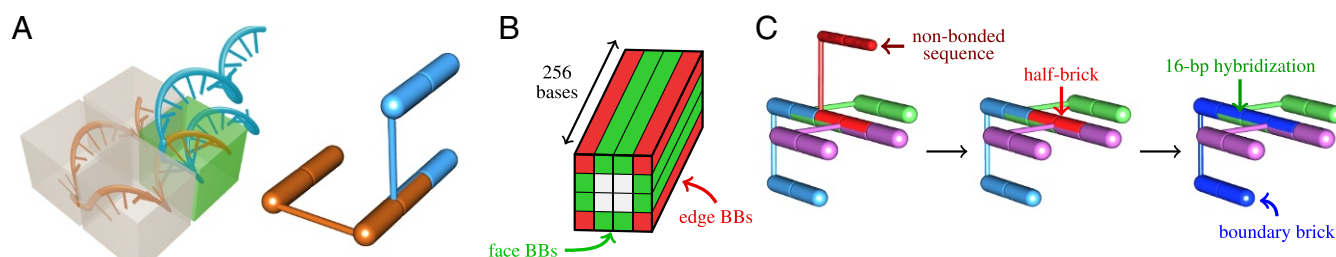 A
B
256
bases
edge BBs
face BBs
C
non-bonded
sequence
half-brick
16-bp hybridization
boundary brick